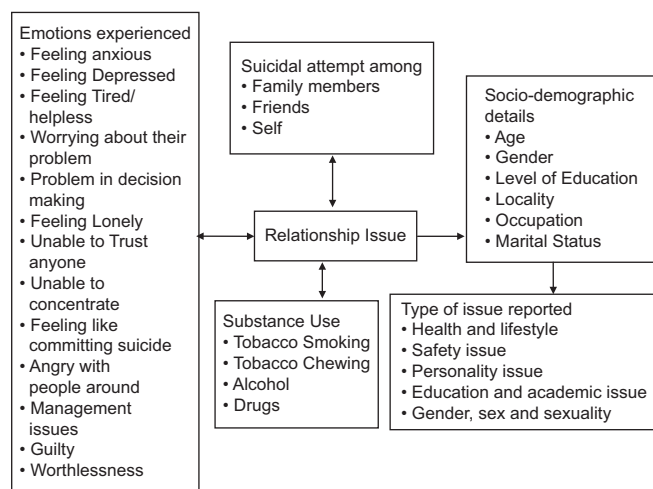 Emotions experienced
• Feeling anxious
• Feeling Depressed
• Feeling Tired/
helpless
• Worrying about their
problem
• Problem in decision
making
• Feeling Lonely
• Unable to Trust
anyone
• Unable to
concentrate
• Feeling like
committing suicide
• Angry with
people around
• Management
issues
• Guilty
• Worthlessness
Suicidal attempt among
• Family members
• Friends
• Self
Relationship Issue
Substance Use
• Tobacco Smoking
• Tobacco Chewing
• Alcohol
• Drugs
Socio-demographic
details
• Age
• Gender
• Level of Education
• Locality
• Occupation
• Marital Status
Type of issue reported
• Health and lifestyle
• Safety issue
• Personality issue
• Education and academic issue
• Gender, sex and sexuality